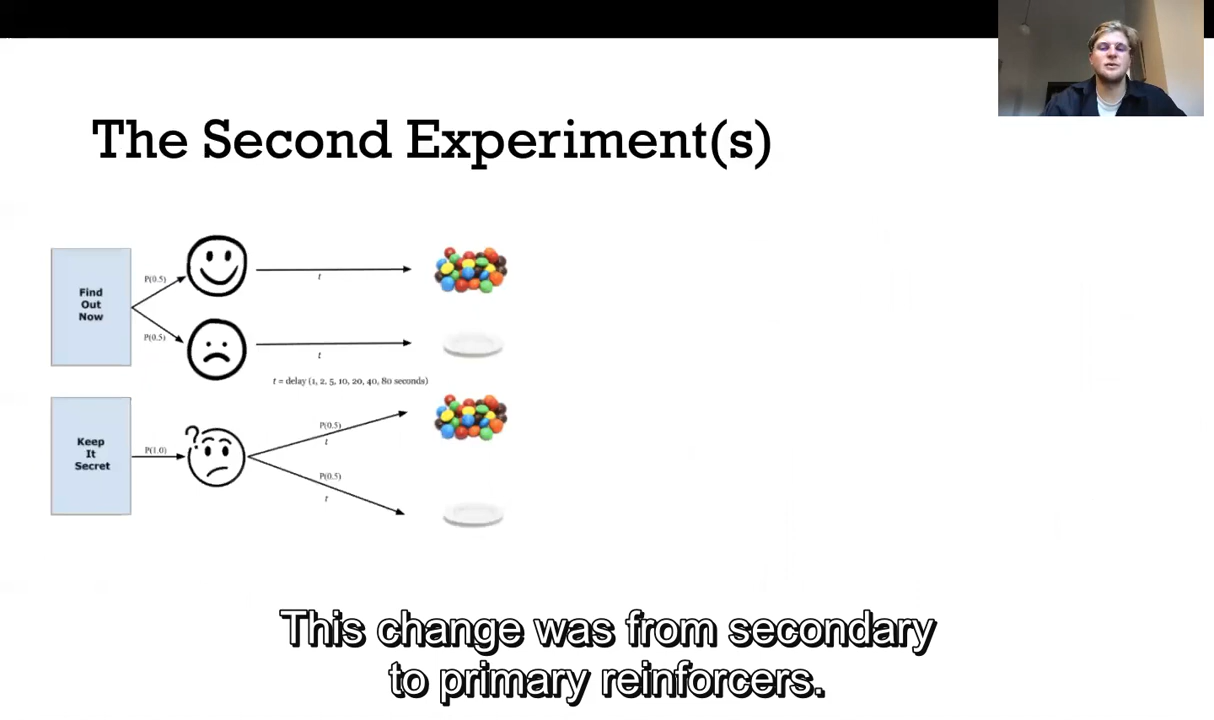 The Second Experiment(s)
Find
Out
Now
P(0.5)
P(0.5)
t
t
t = delay (1, 2, 5, 10, 20, 40, 80 seconds)
Keep
It
Secret
P(1.0)
?
P(0.5)
t
P(0.5)
t
This change was from secondary
to primary reinforcers.